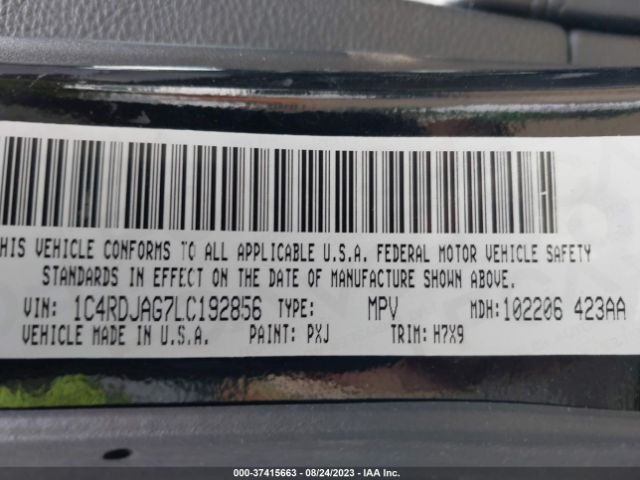 HIS VEHICLE CONFORMS TO ALL APPLICABLE U.S.A. FEDERAL MOTOR VEHICLE SAFETY
STANDARDS IN EFFECT ON THE DATE OF MANUFACTURE SHOWN ABOVE.
VIN: 1C4RDJAG7LC192856 TYPE: MPV MDH:102206 423AA
VEHICLE MADE IN U.S.A. PAINT: PXJ TRIM: H7X9
000-37415663 - 08/24/2023 - IAA Inc.